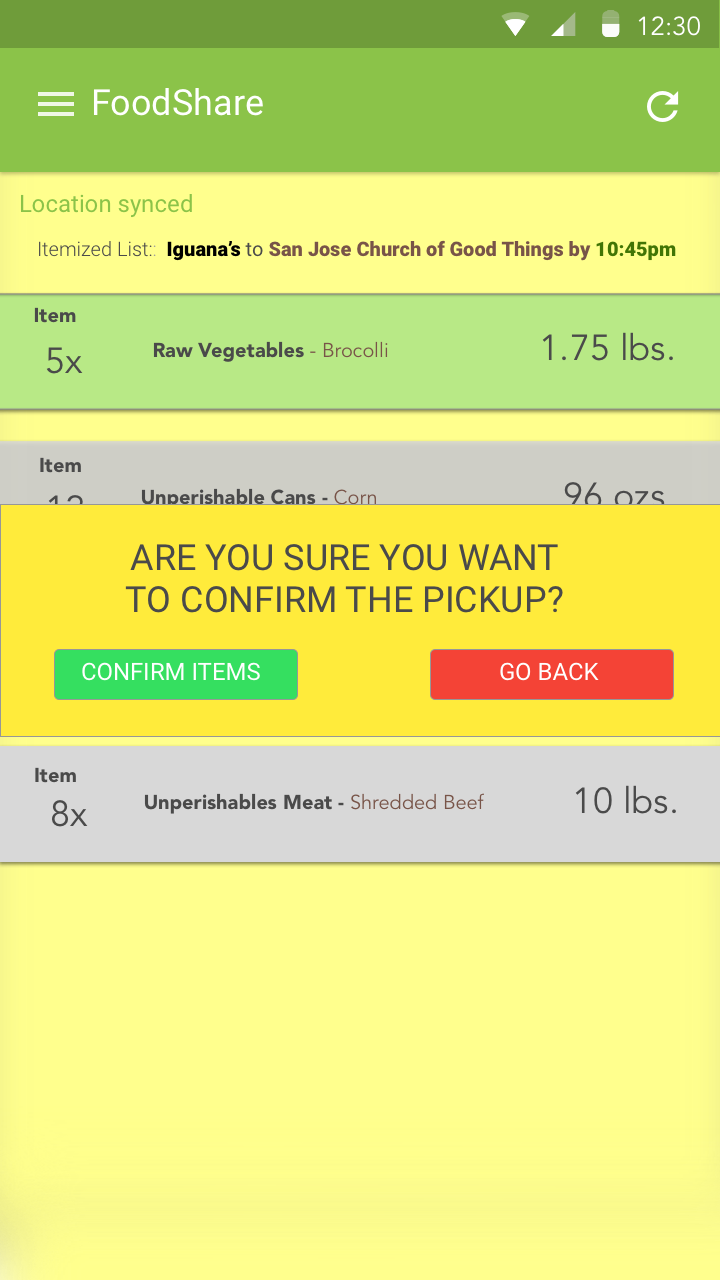 12:30
FoodShare
Location synced
Itemized List:: Iguana’s to San Jose Church of Good Things by 10:45pm
Item
5x Raw Vegetables - Brocolli 1.75 lbs.
Item
Unperishable Cans - Corn 96 ozs
ARE YOU SURE YOU WANT
TO CONFIRM THE PICKUP?
CONFIRM ITEMS GO BACK
Item
8x Unperishables Meat - Shredded Beef 10 lbs.